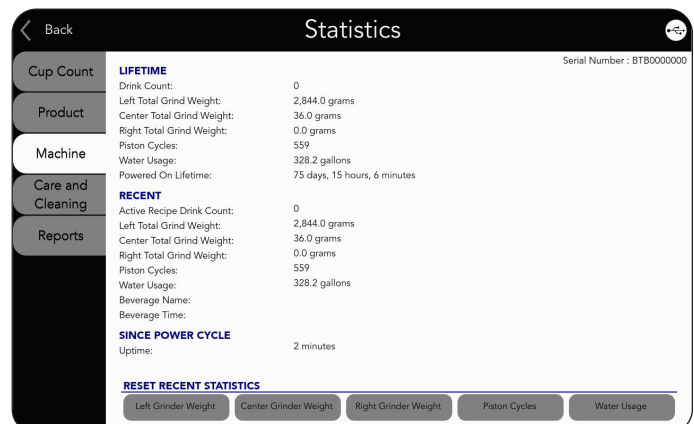 Back
Statistics
Serial Number : BTB0000000
Cup Count
Product
Machine
Care and
Cleaning
Reports
LIFETIME
Drink Count: 0
Left Total Grind Weight: 2,844.0 grams
Center Total Grind Weight: 36.0 grams
Right Total Grind Weight: 0.0 grams
Piston Cycles: 559
Water Usage: 328.2 gallons
Powered On Lifetime: 75 days, 15 hours, 6 minutes
RECENT
Active Recipe Drink Count: 0
Left Total Grind Weight: 2,844.0 grams
Center Total Grind Weight: 36.0 grams
Right Total Grind Weight: 0.0 grams
Piston Cycles: 559
Water Usage: 328.2 gallons
Beverage Name:
Beverage Time:
SINCE POWER CYCLE
Uptime: 2 minutes
RESET RECENT STATISTICS
Left Grinder Weight Center Grinder Weight Right Grinder Weight Piston Cycles Water Usage